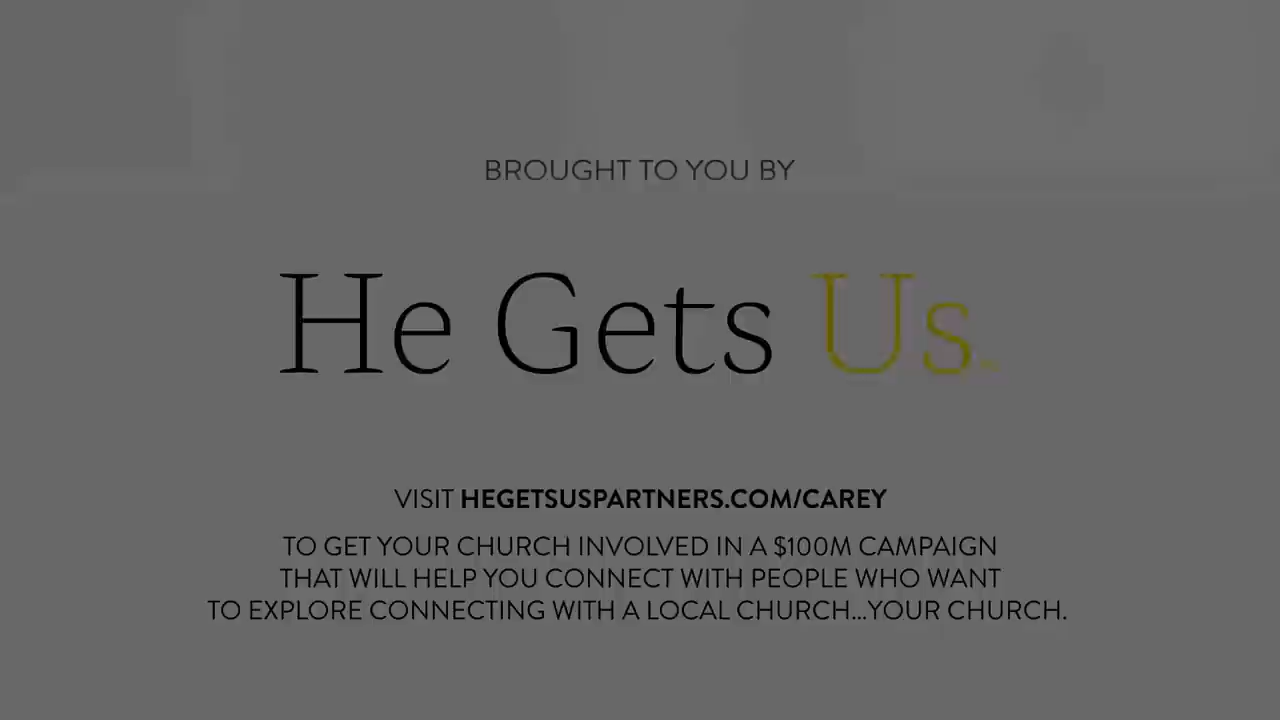 BROUGHT TO YOU BY
He Gets Us
VISIT HEGETSUSPARTNERS.COM/CAREY
TO GET YOUR CHURCH INVOLVED IN A $100M CAMPAIGN
THAT WILL HELP YOU CONNECT WITH PEOPLE WHO WANT
TO EXPLORE CONNECTING WITH A LOCAL CHURCH...YOUR CHURCH.